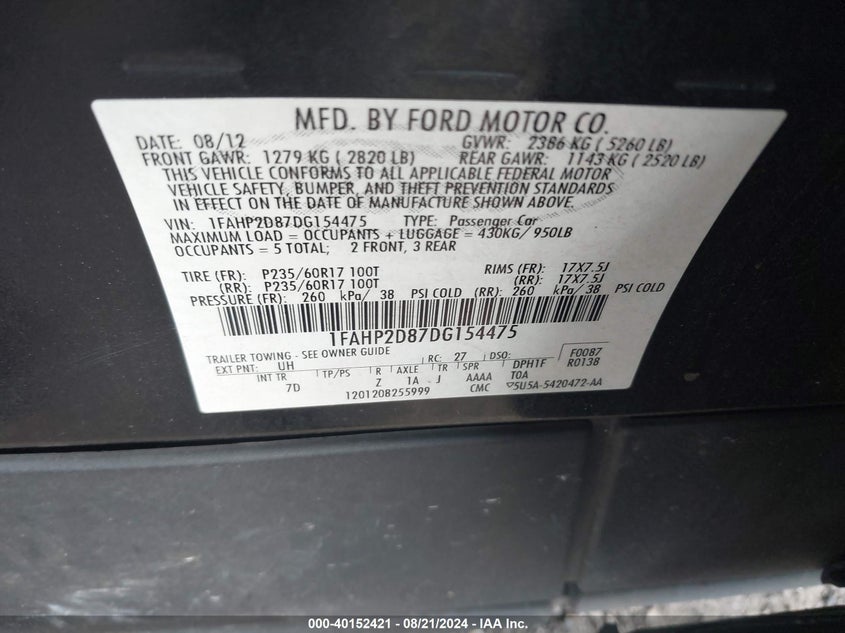 MFD. BY FORD MOTOR CO.
DATE: 08/12 GVWR: 2386 KG ( 5260 LB)
FRONT GAWR: 1279 KG ( 2820 LB) REAR GAWR: 1143 KG ( 2520 LB)
THIS VEHICLE CONFORMS TO ALL APPLICABLE FEDERAL MOTOR
VEHICLE SAFETY, BUMPER, AND THEFT PREVENTION STANDARDS
IN EFFECT ON THE DATE OF MANUFACTURE SHOWN ABOVE.
VIN: 1FAHP2D87DG154475 TYPE: Passenger Car
MAXIMUM LOAD = OCCUPANTS + LUGGAGE = 430KG/ 950LB
OCCUPANTS = 5 TOTAL; 2 FRONT, 3 REAR
TIRE (FR): P235/60R17 100T RIMS (FR): 17X7.5J
(RR): P235/60R17 100T (RR): 17X7.5J
PRESSURE (FR): 260 kPa/ 38 PSI COLD (RR): 260 kPa/ 38 PSI COLD
1FAHP2D87DG154475
TRAILER TOWING - SEE OWNER GUIDE
EXT PNT: UH RC: 27 DSO: F0087
R0138
INT TR TP/PS R AXLE TR SPR DPH1F
7D Z 1A J AAAA TOA
120120B255999 CMC 5U5A-5420472-AA
000-40152421 - 08/21/2024 - IAA Inc.